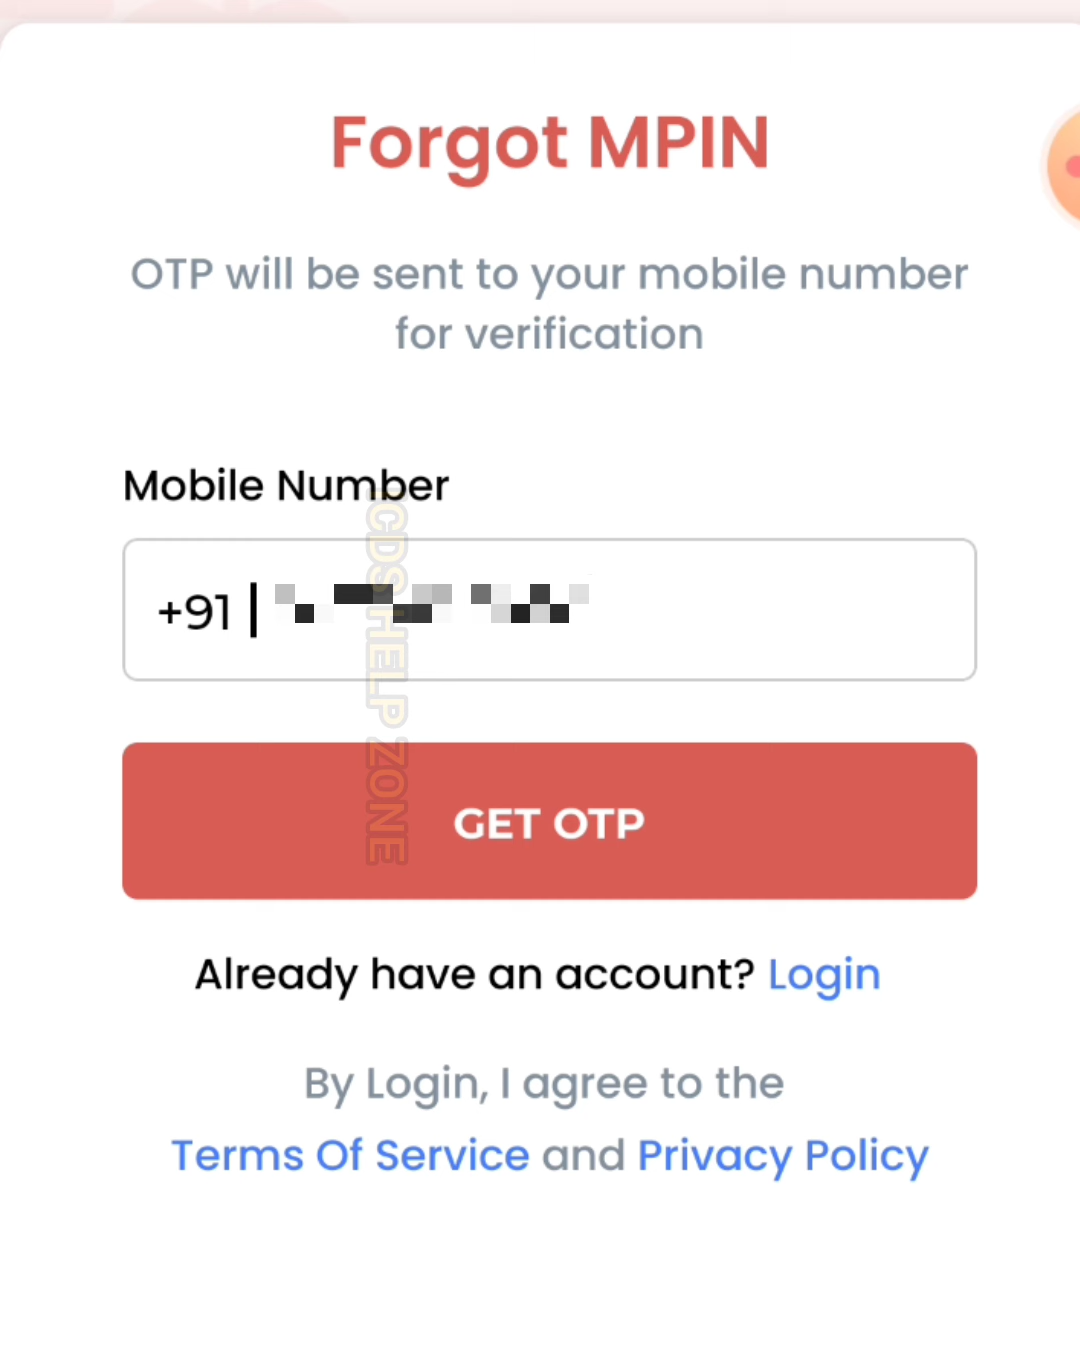 Forgot MPIN
OTP will be sent to your mobile number
for verification
Mobile Number
+91
GET OTP
Already have an account? Login
By Login, I agree to the
Terms Of Service and Privacy Policy
ICDS HELP ZONE